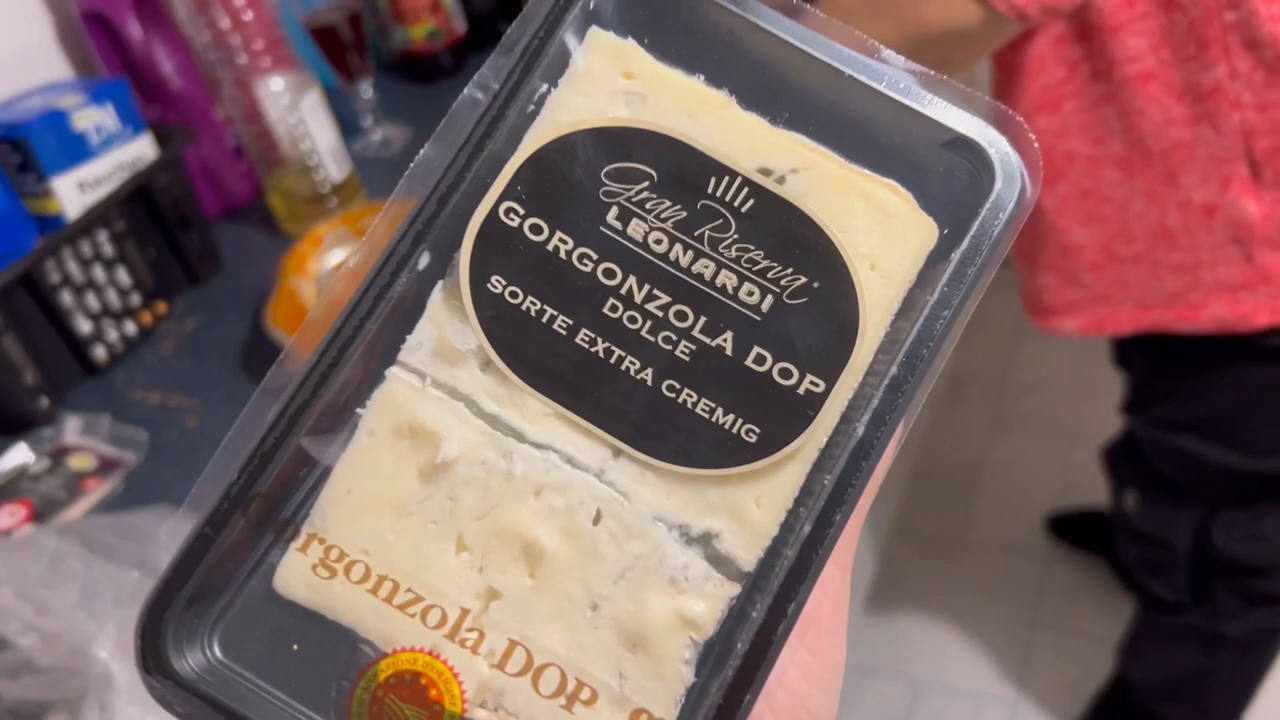 Gran Riserva
LEONARDI
GORGONZOLA DOP
DOLCE
SORTE EXTRA CREMIG
rgonzola DOP